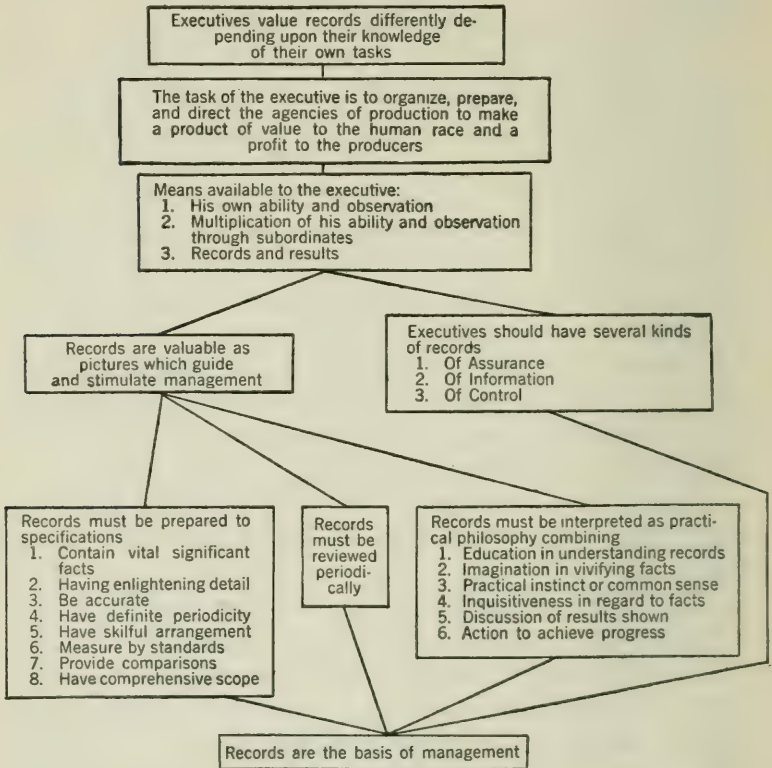 Executives value records differently de-
pending upon their knowledge
of their own tasks
The task of the executive is to organize, prepare,
and direct the agencies of production to make
a product of value to the human race and a
profit to the producers
Means available to the executive:
1. His own ability and observation
2. Multiplication of his ability and observation
through subordinates
3. Records and results
Records are valuable as
pictures which guide
and stimulate management
Executives should have several kinds
of records
1. Of Assurance
2. Of Information
3. Of Control
Records must be prepared to
specifications
1. Contain vital significant
facts
2. Having enlightening detail
3. Be accurate
4. Have definite periodicity
5. Have skilful arrangement
6. Measure by standards
7. Provide comparisons
8. Have comprehensive scope
Records
must be
reviewed
periodi-
cally
Records must be interpreted as practi-
cal philosophy combining
1. Education in understanding records
2. Imagination in vivifying facts
3. Practical instinct or common sense
4. Inquisitiveness in regard to facts
5. Discussion of results shown
6. Action to achieve progress
Records are the basis of management